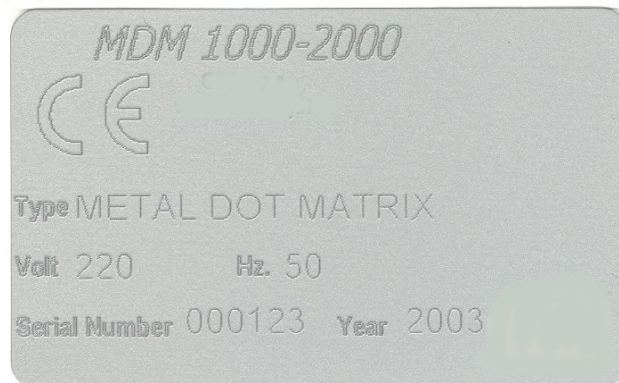 MDM 1000-2000
CE
Type METAL DOT MATRIX
Volt 220 Hz. 50
Serial Number 000123 Year 2003